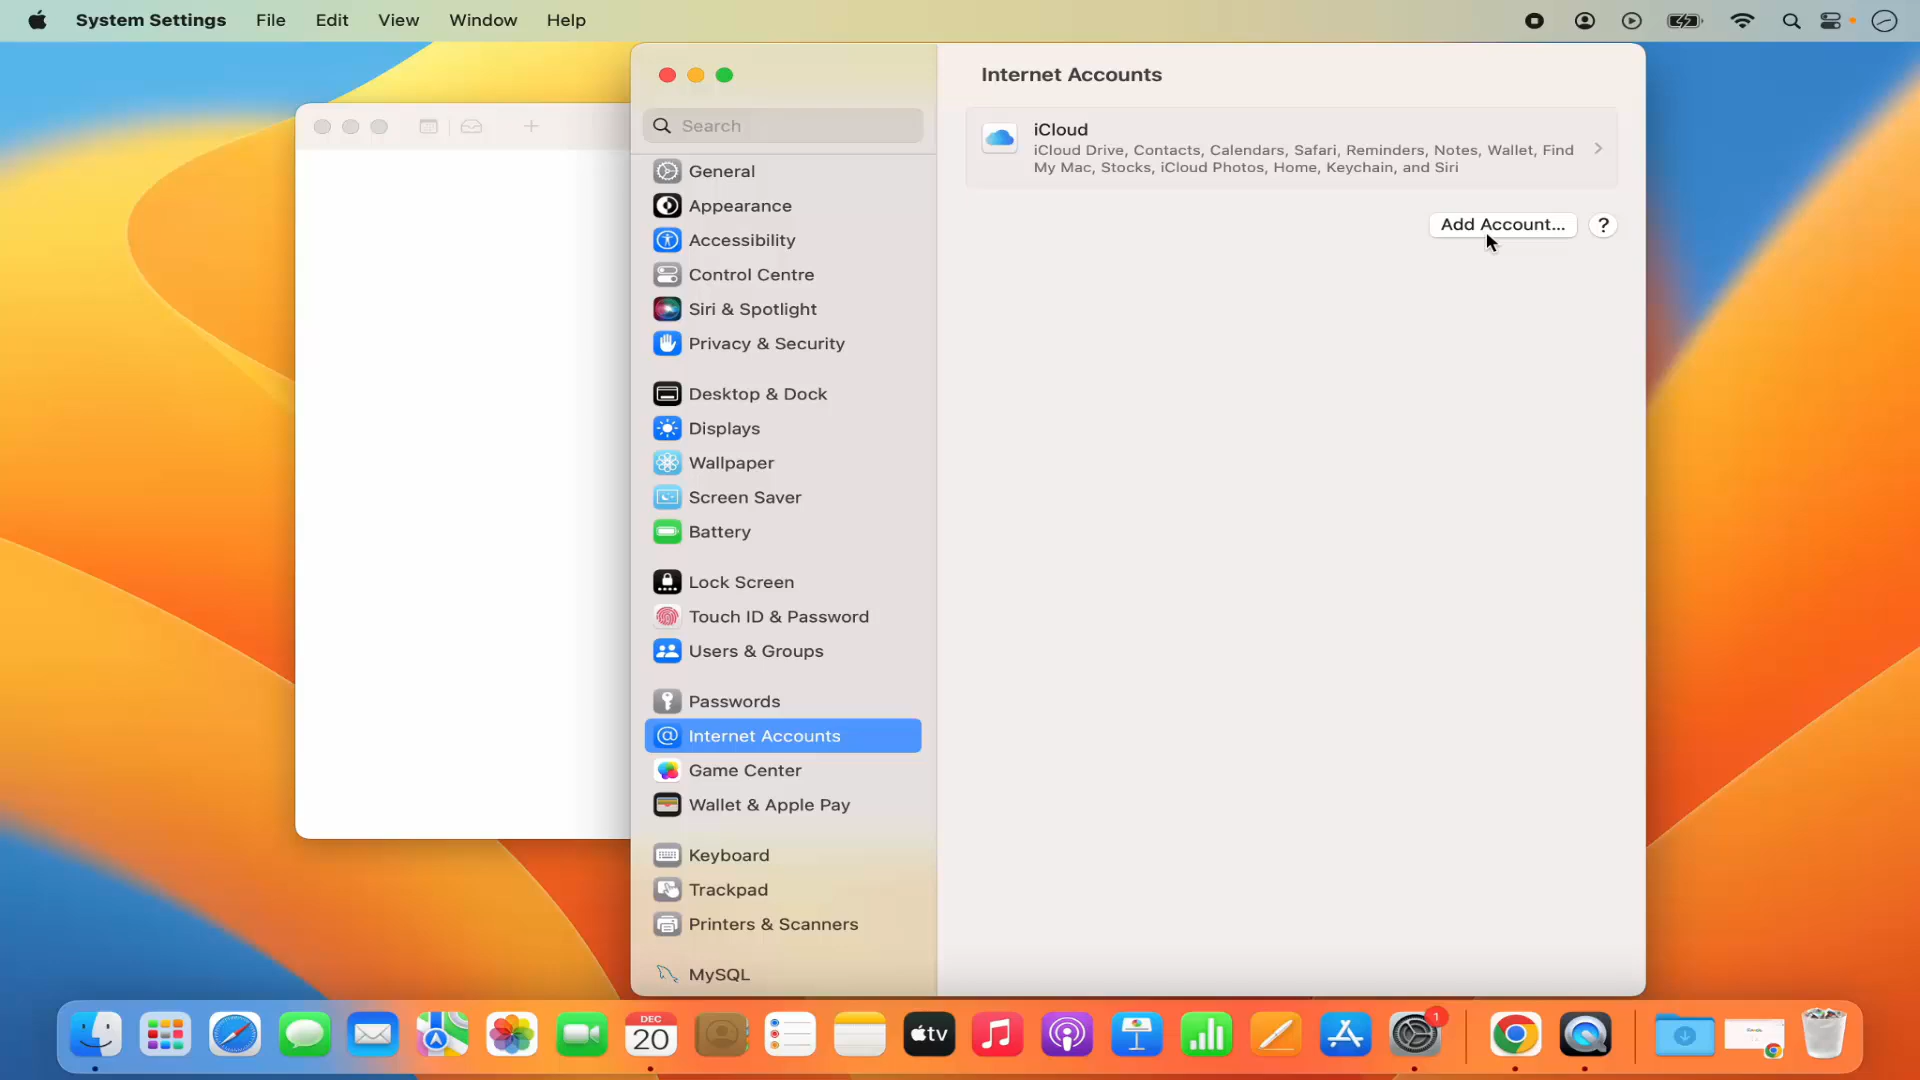 System Settings File Edit View Window Help
Internet Accounts
Search
iCloud
iCloud Drive, Contacts, Calendars, Safari, Reminders, Notes, Wallet, Find
My Mac, Stocks, iCloud Photos, Home, Keychain, and Siri
Add Account... ?
General
Appearance
Accessibility
Control Centre
Siri & Spotlight
Privacy & Security
Desktop & Dock
Displays
Wallpaper
Screen Saver
Battery
Lock Screen
Touch ID & Password
Users & Groups
Passwords
Internet Accounts
Game Center
Wallet & Apple Pay
Keyboard
Trackpad
Printers & Scanners
MySQL
DEC
20
tv
1